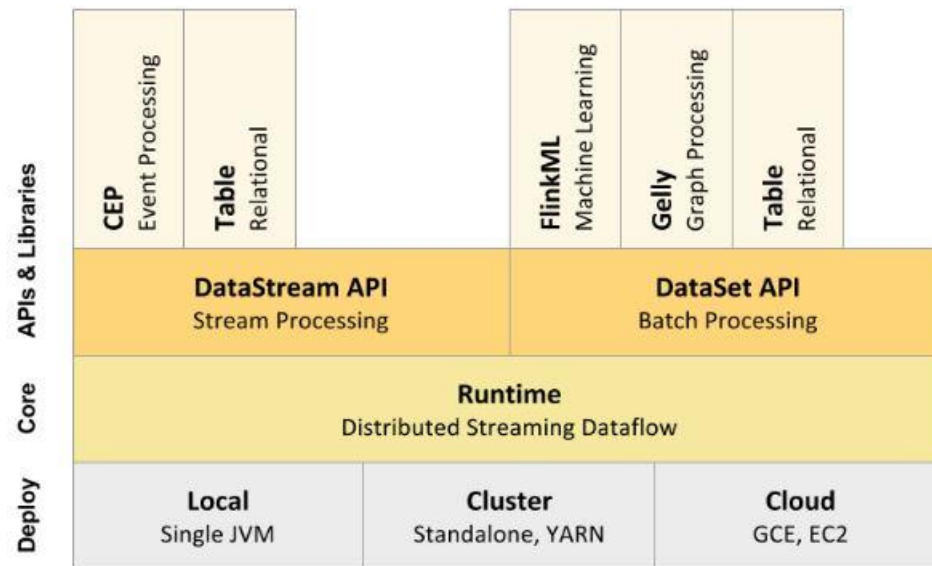 APIs & Libraries
CEP
Event Processing
Table
Relational
FlinkML
Machine Learning
Gelly
Graph Processing
Table
Relational
DataStream API
Stream Processing
DataSet API
Batch Processing
Core
Runtime
Distributed Streaming Dataflow
Deploy
Local
Single JVM
Cluster
Standalone, YARN
Cloud
GCE, EC2